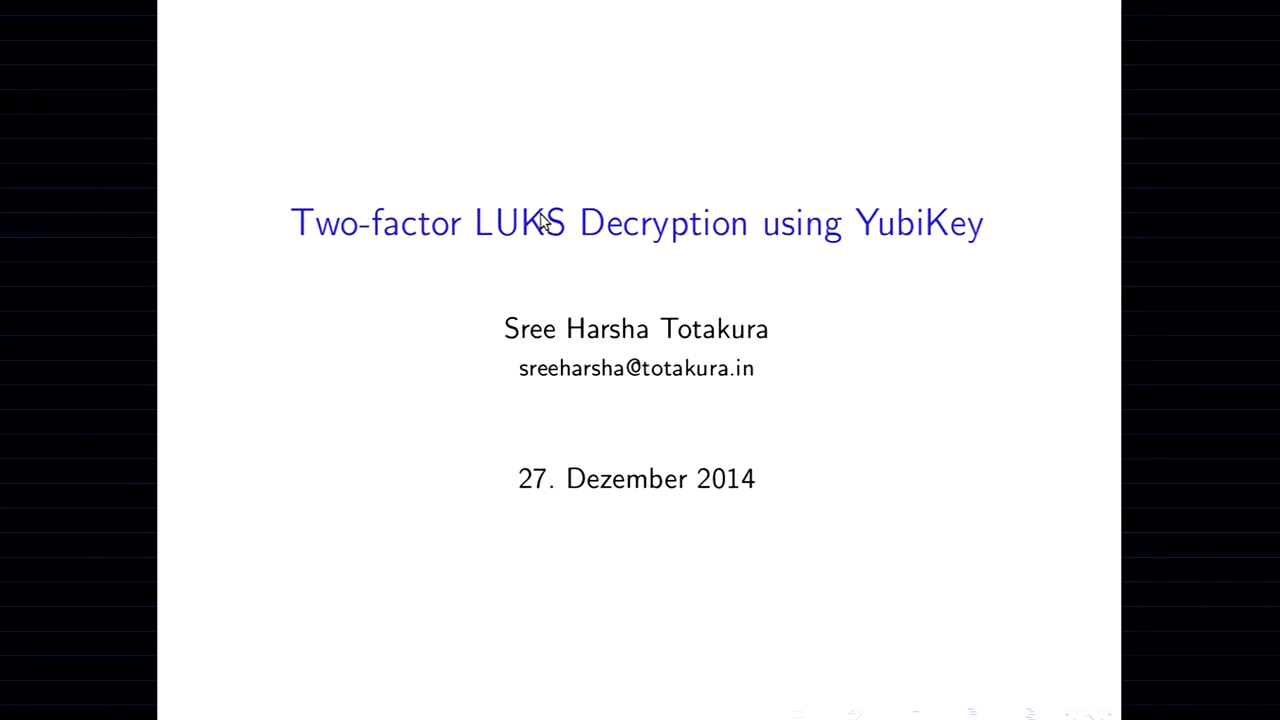 Two-factor LUKS Decryption using YubiKey
Sree Harsha Totakura
sreeharsha@totakura.in
27. Dezember 2014